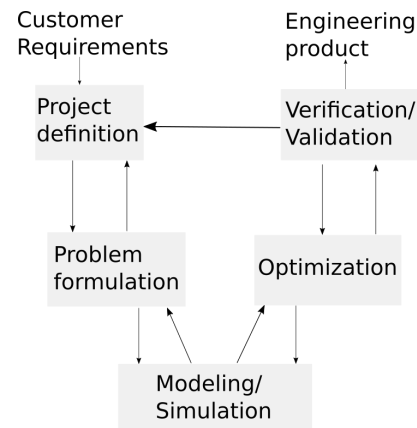 Customer
Requirements
Engineering
product
Project
definition
Verification/
Validation
Problem
formulation
Optimization
Modeling/
Simulation